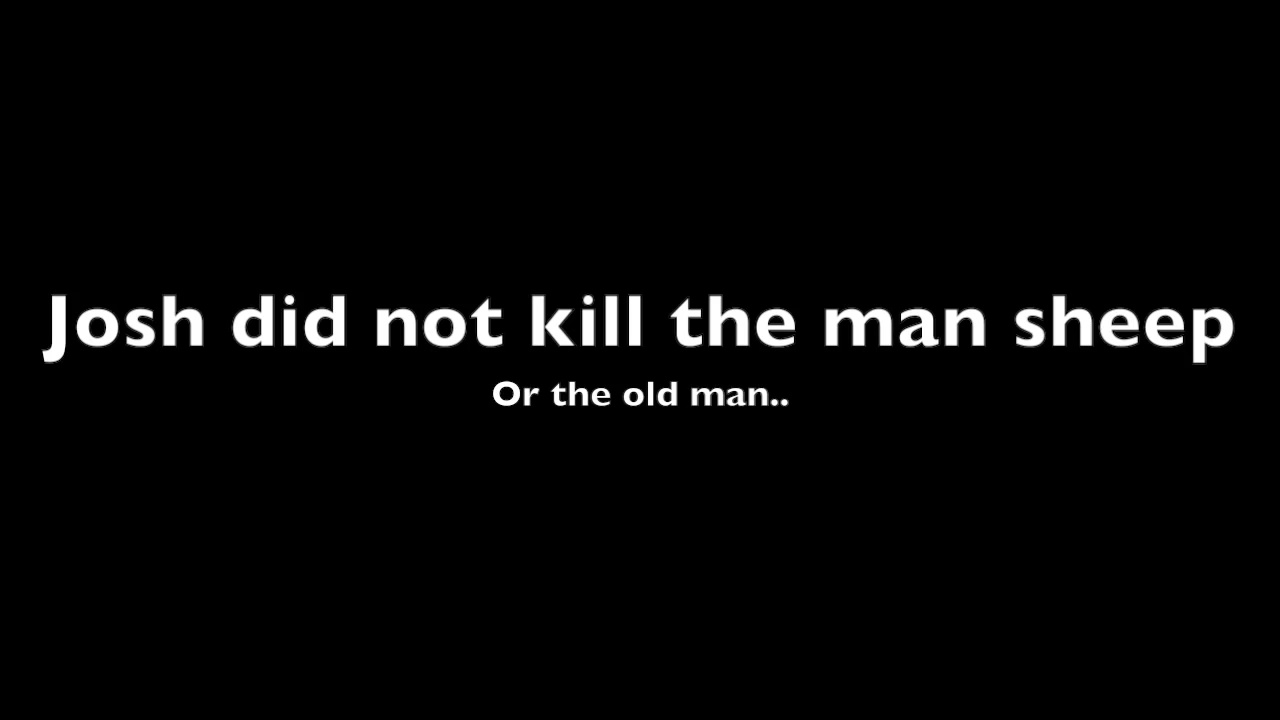 Josh did not kill the man sheep
Or the old man..